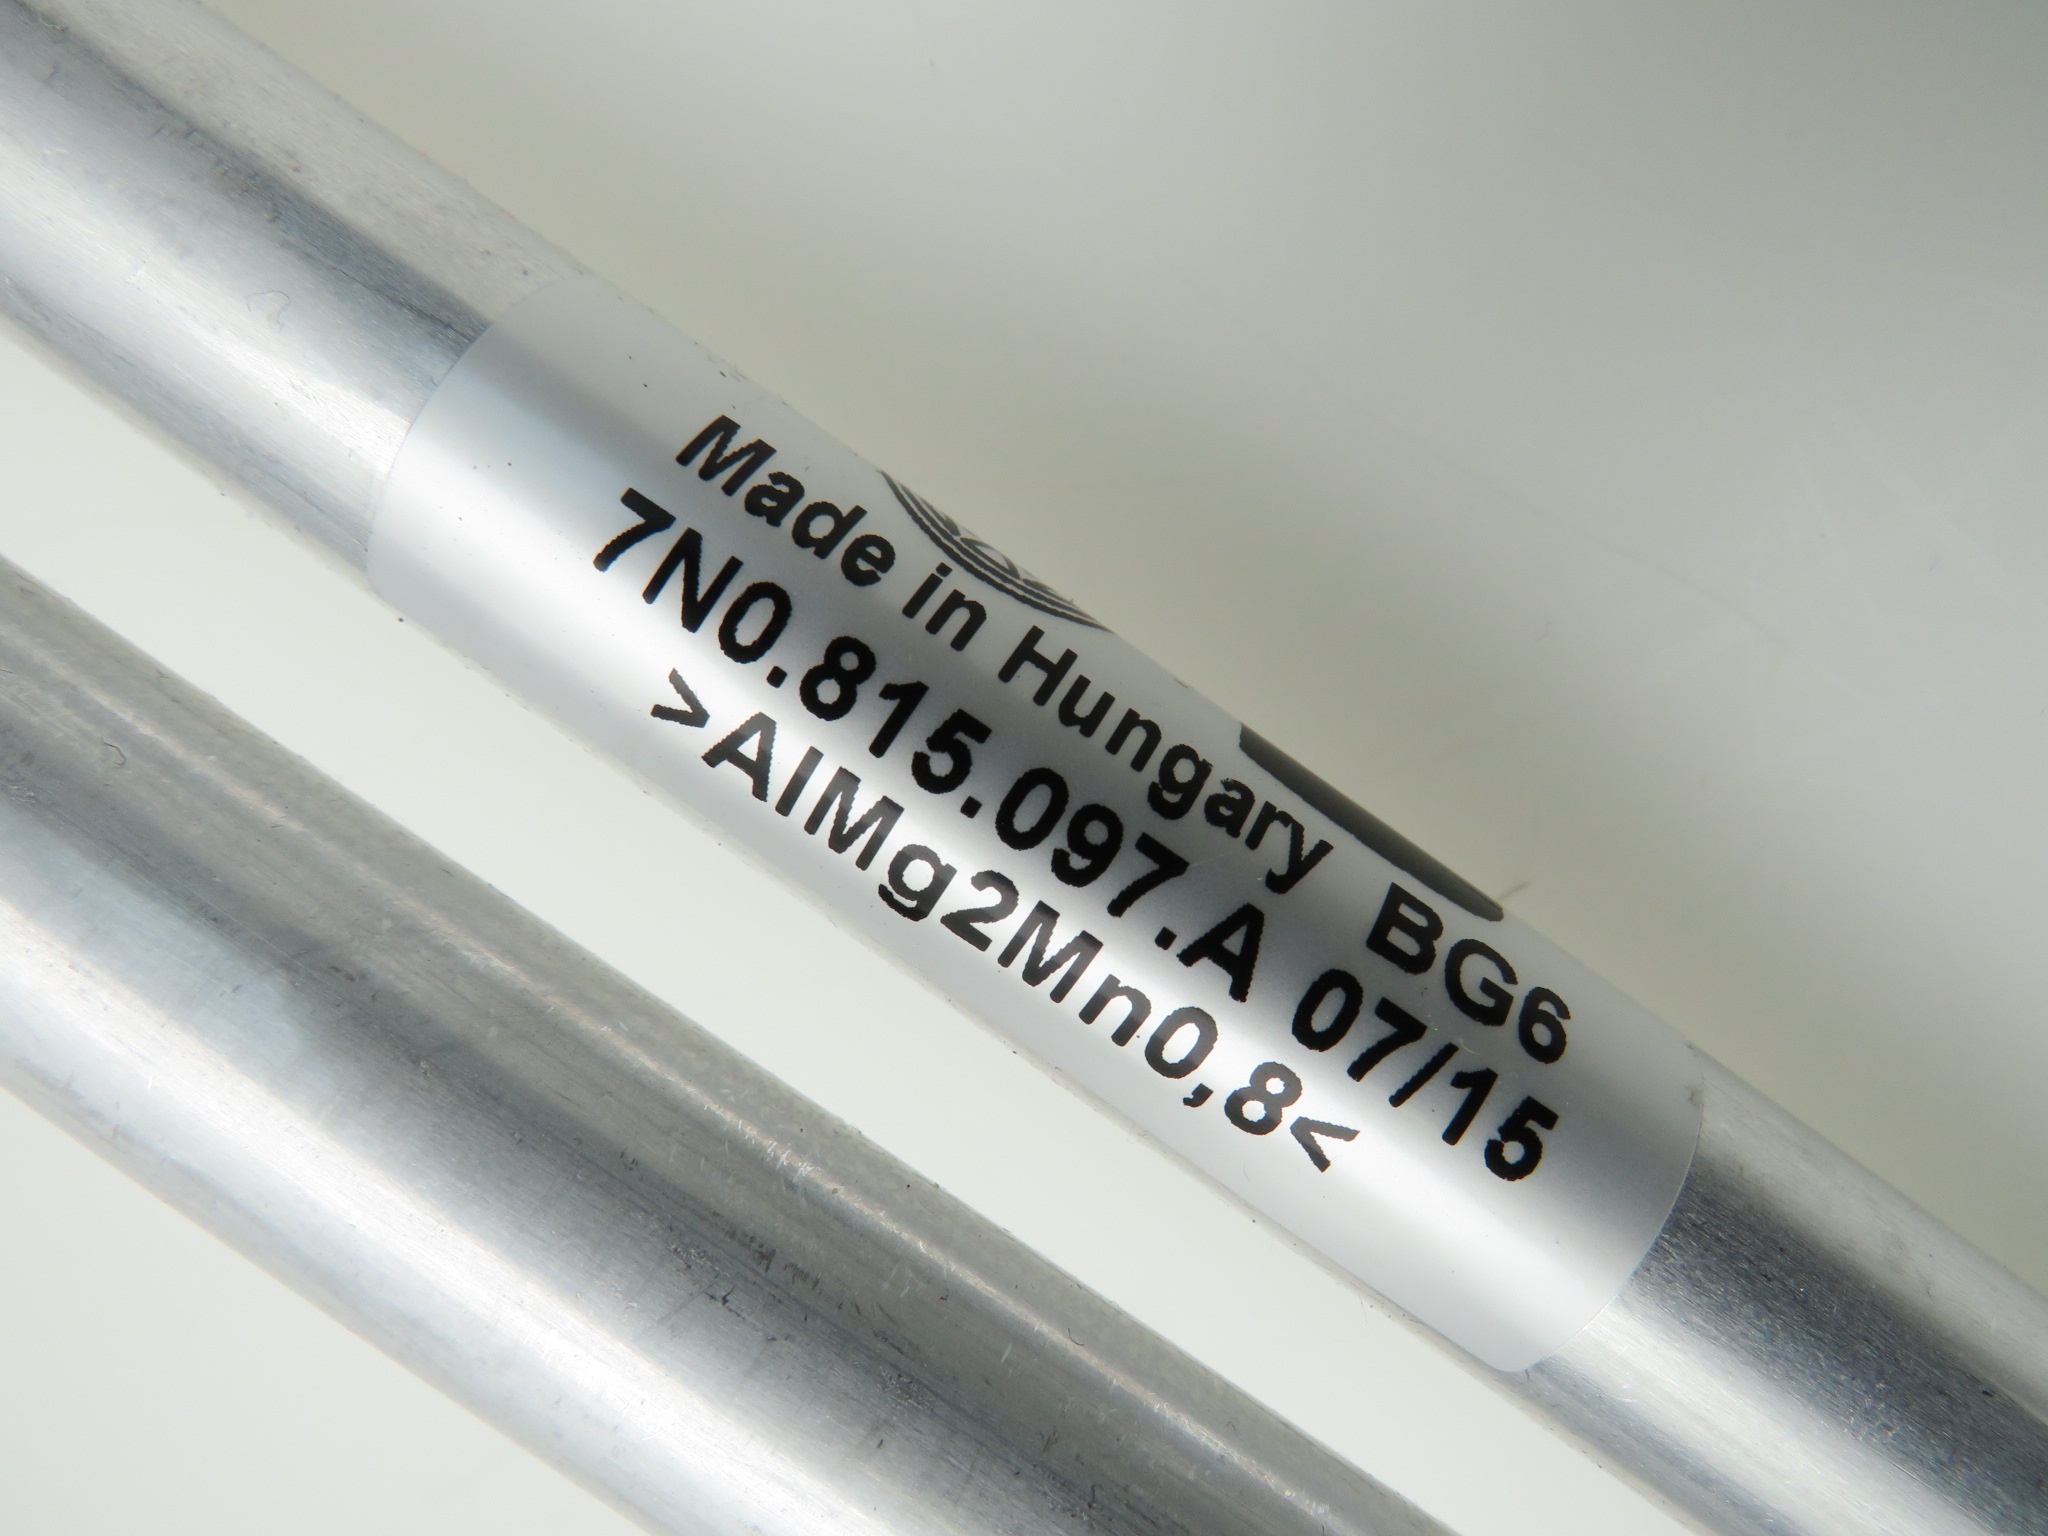 Made in Hungary BG6
7N0.815.097.A 07/15
>AlMg2Mn0,8<